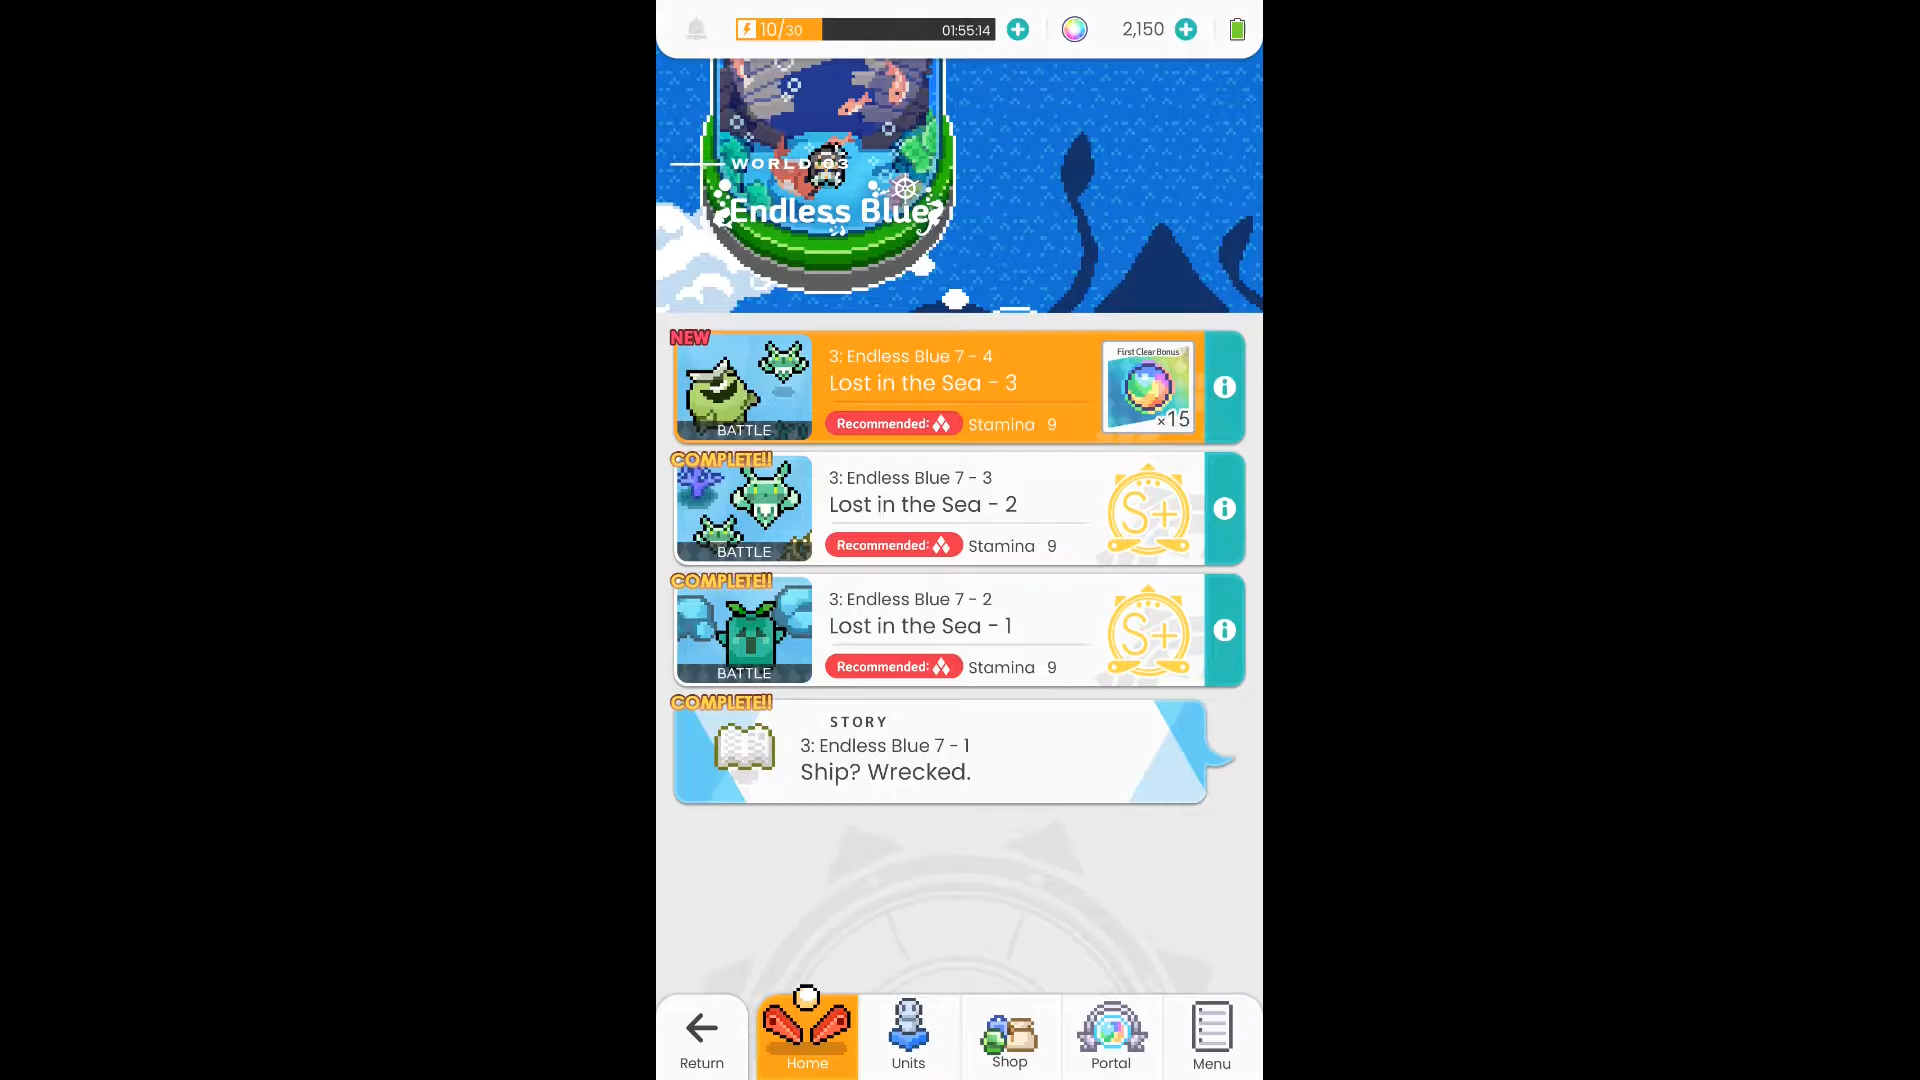 10/30
01:55:14
2,150
WORLD 03
Endless Blue
NEW
BATTLE
3: Endless Blue 7 - 4
Lost in the Sea - 3
Recommended:
Stamina 9
First Clear Bonus
×15
COMPLETE!!
BATTLE
3: Endless Blue 7 - 3
Lost in the Sea - 2
Recommended:
Stamina 9
S+
COMPLETE!!
BATTLE
3: Endless Blue 7 - 2
Lost in the Sea - 1
Recommended:
Stamina 9
S+
COMPLETE!!
STORY
3: Endless Blue 7 - 1
Ship? Wrecked.
Return
Home
Units
Shop
Portal
Menu